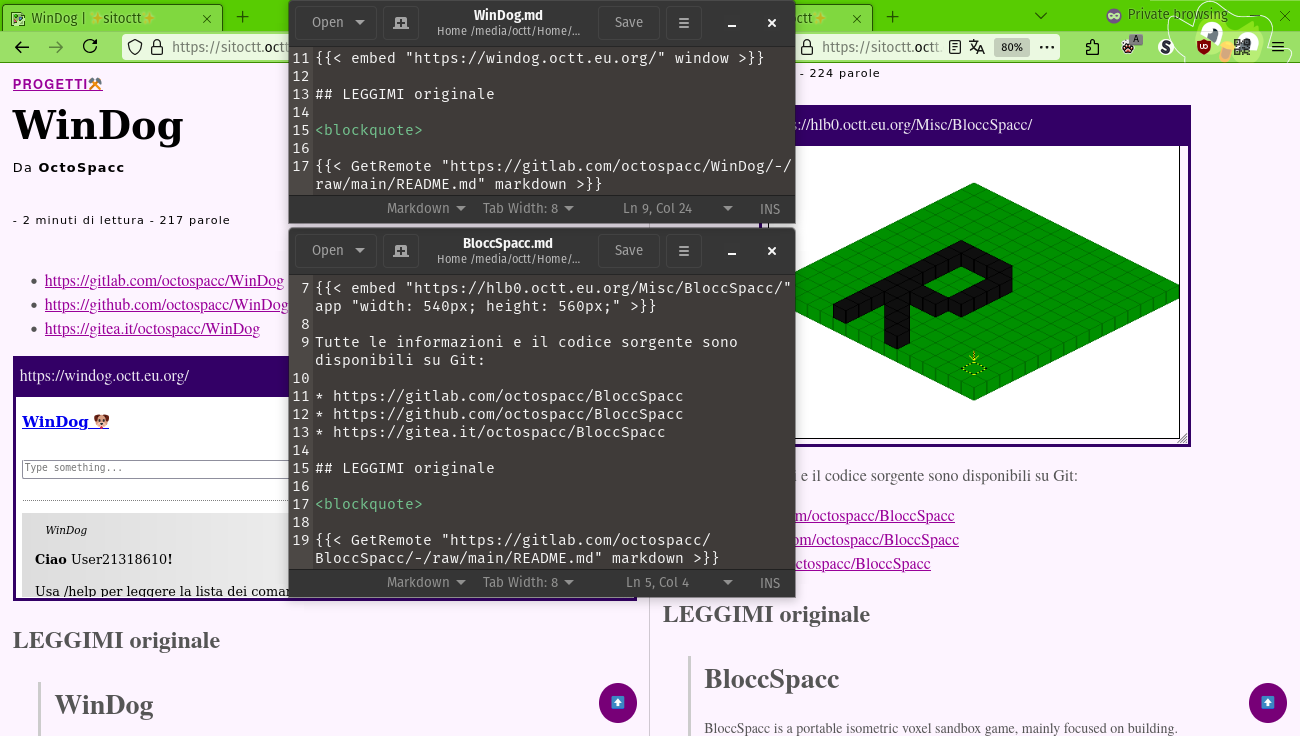 WinDog | ✨sitoctt✨
https://sitoctt.oct
PROGETTI⚒️
WinDog
Da OctoSpacc
- 2 minuti di lettura - 217 parole
• https://gitlab.com/octospacc/WinDog
• https://github.com/octospacc/WinDog
• https://gitea.it/octospacc/WinDog
https://windog.octt.eu.org/
WinDog 🐶
Type something...
WinDog
Ciao User21318610!
Usa /help per leggere la lista dei coma
LEGGIMI originale
WinDog
Open
WinDog.md
Home /media/octt/Home/...
Save
11 {{< embed "https://windog.octt.eu.org/" window >}}
12
13 ## LEGGIMI originale
14
15 <blockquote>
16
17 {{< GetRemote "https://gitlab.com/octospacc/WinDog/-/
raw/main/README.md" markdown >}}
Markdown Tab Width: 8 Ln 9, Col 24 INS
Open
BloccSpacc.md
Home /media/octt/Home/...
Save
7 {{< embed "https://hlb0.octt.eu.org/Misc/BloccSpacc/"
app "width: 540px; height: 560px;" >}}
8
9 Tutte le informazioni e il codice sorgente sono
disponibili su Git:
10
11 * https://gitlab.com/octospacc/BloccSpacc
12 * https://github.com/octospacc/BloccSpacc
13 * https://gitea.it/octospacc/BloccSpacc
14
15 ## LEGGIMI originale
16
17 <blockquote>
18
19 {{< GetRemote "https://gitlab.com/octospacc/
BloccSpacc/-/raw/main/README.md" markdown >}}
Markdown Tab Width: 8 Ln 5, Col 4 INS
ctt✨
Private browsing
https://sitoctt.octt.
80%
A
- 224 parole
s://hlb0.octt.eu.org/Misc/BloccSpacc/
i e il codice sorgente sono disponibili su Git:
om/octospacc/BloccSpacc
com/octospacc/BloccSpacc
octospacc/BloccSpacc
LEGGIMI originale
BloccSpacc
BloccSpacc is a portable isometric voxel sandbox game, mainly focused on building.